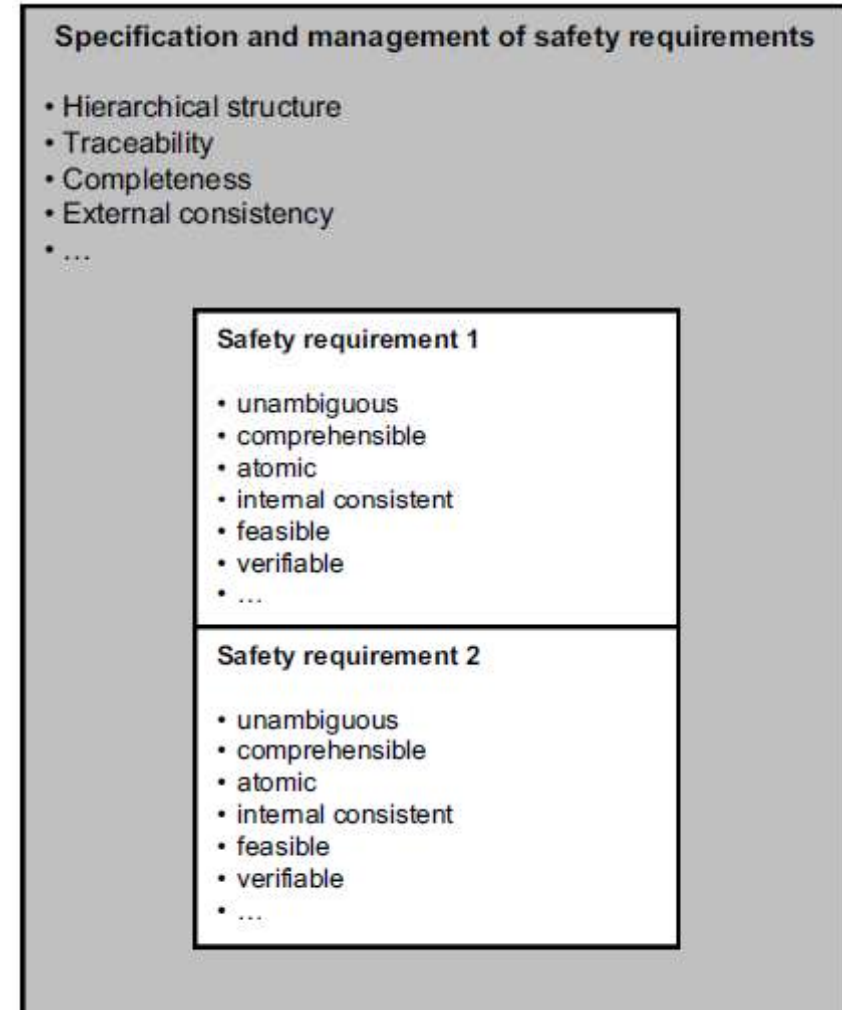 Specification and management of safety requirements
• Hierarchical structure
• Traceability
• Completeness
• External consistency
• …
Safety requirement 1
• unambiguous
• comprehensible
• atomic
• internal consistent
• feasible
• verifiable
• …
Safety requirement 2
• unambiguous
• comprehensible
• atomic
• internal consistent
• feasible
• verifiable
• …